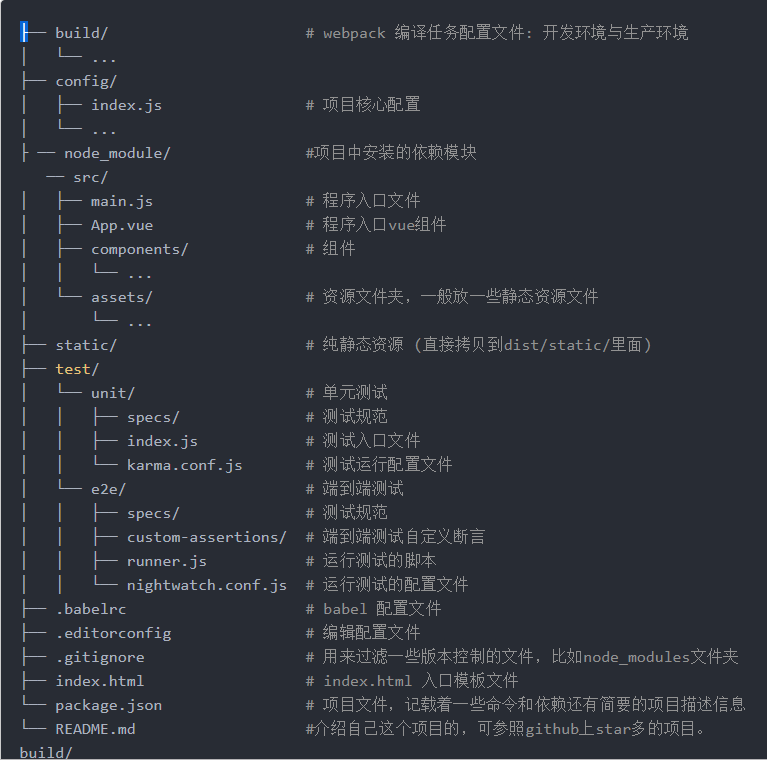 ├── build/                      # webpack 编译任务配置文件: 开发环境与生产环境
│   └── ...
├── config/
│   ├── index.js                # 项目核心配置
│   └── ...
├ ── node_module/               #项目中安装的依赖模块
   ── src/
│   ├── main.js                 # 程序入口文件
│   ├── App.vue                 # 程序入口vue组件
│   ├── components/             # 组件
│   │   └── ...
│   └── assets/                 # 资源文件夹，一般放一些静态资源文件
│       └── ...
├── static/                     # 纯静态资源 (直接拷贝到dist/static/里面)
├── test/
│   └── unit/                   # 单元测试
│   │   ├── specs/              # 测试规范
│   │   ├── index.js            # 测试入口文件
│   │   └── karma.conf.js       # 测试运行配置文件
│   └── e2e/                    # 端到端测试
│   │   ├── specs/              # 测试规范
│   │   ├── custom-assertions/  # 端到端测试自定义断言
│   │   ├── runner.js           # 运行测试的脚本
│   │   └── nightwatch.conf.js  # 运行测试的配置文件
├── .babelrc                    # babel 配置文件
├── .editorconfig               # 编辑配置文件
├── .gitignore                  # 用来过滤一些版本控制的文件，比如node_modules文件夹
├── index.html                  # index.html 入口模板文件
└── package.json                # 项目文件，记载着一些命令和依赖还有简要的项目描述信息
└── README.md                   #介绍自己这个项目的，可参照github上star多的项目。
build/